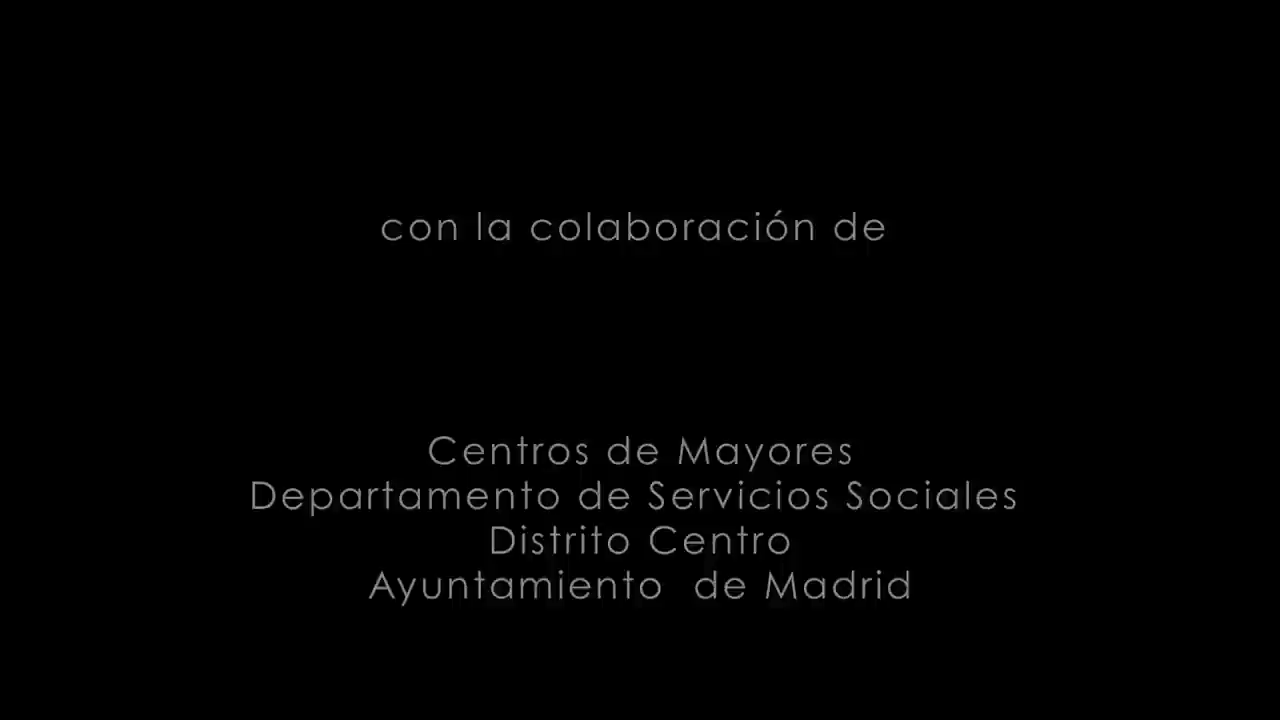 con la colaboración de
Centros de Mayores
Departamento de Servicios Sociales
Distrito Centro
Ayuntamiento de Madrid